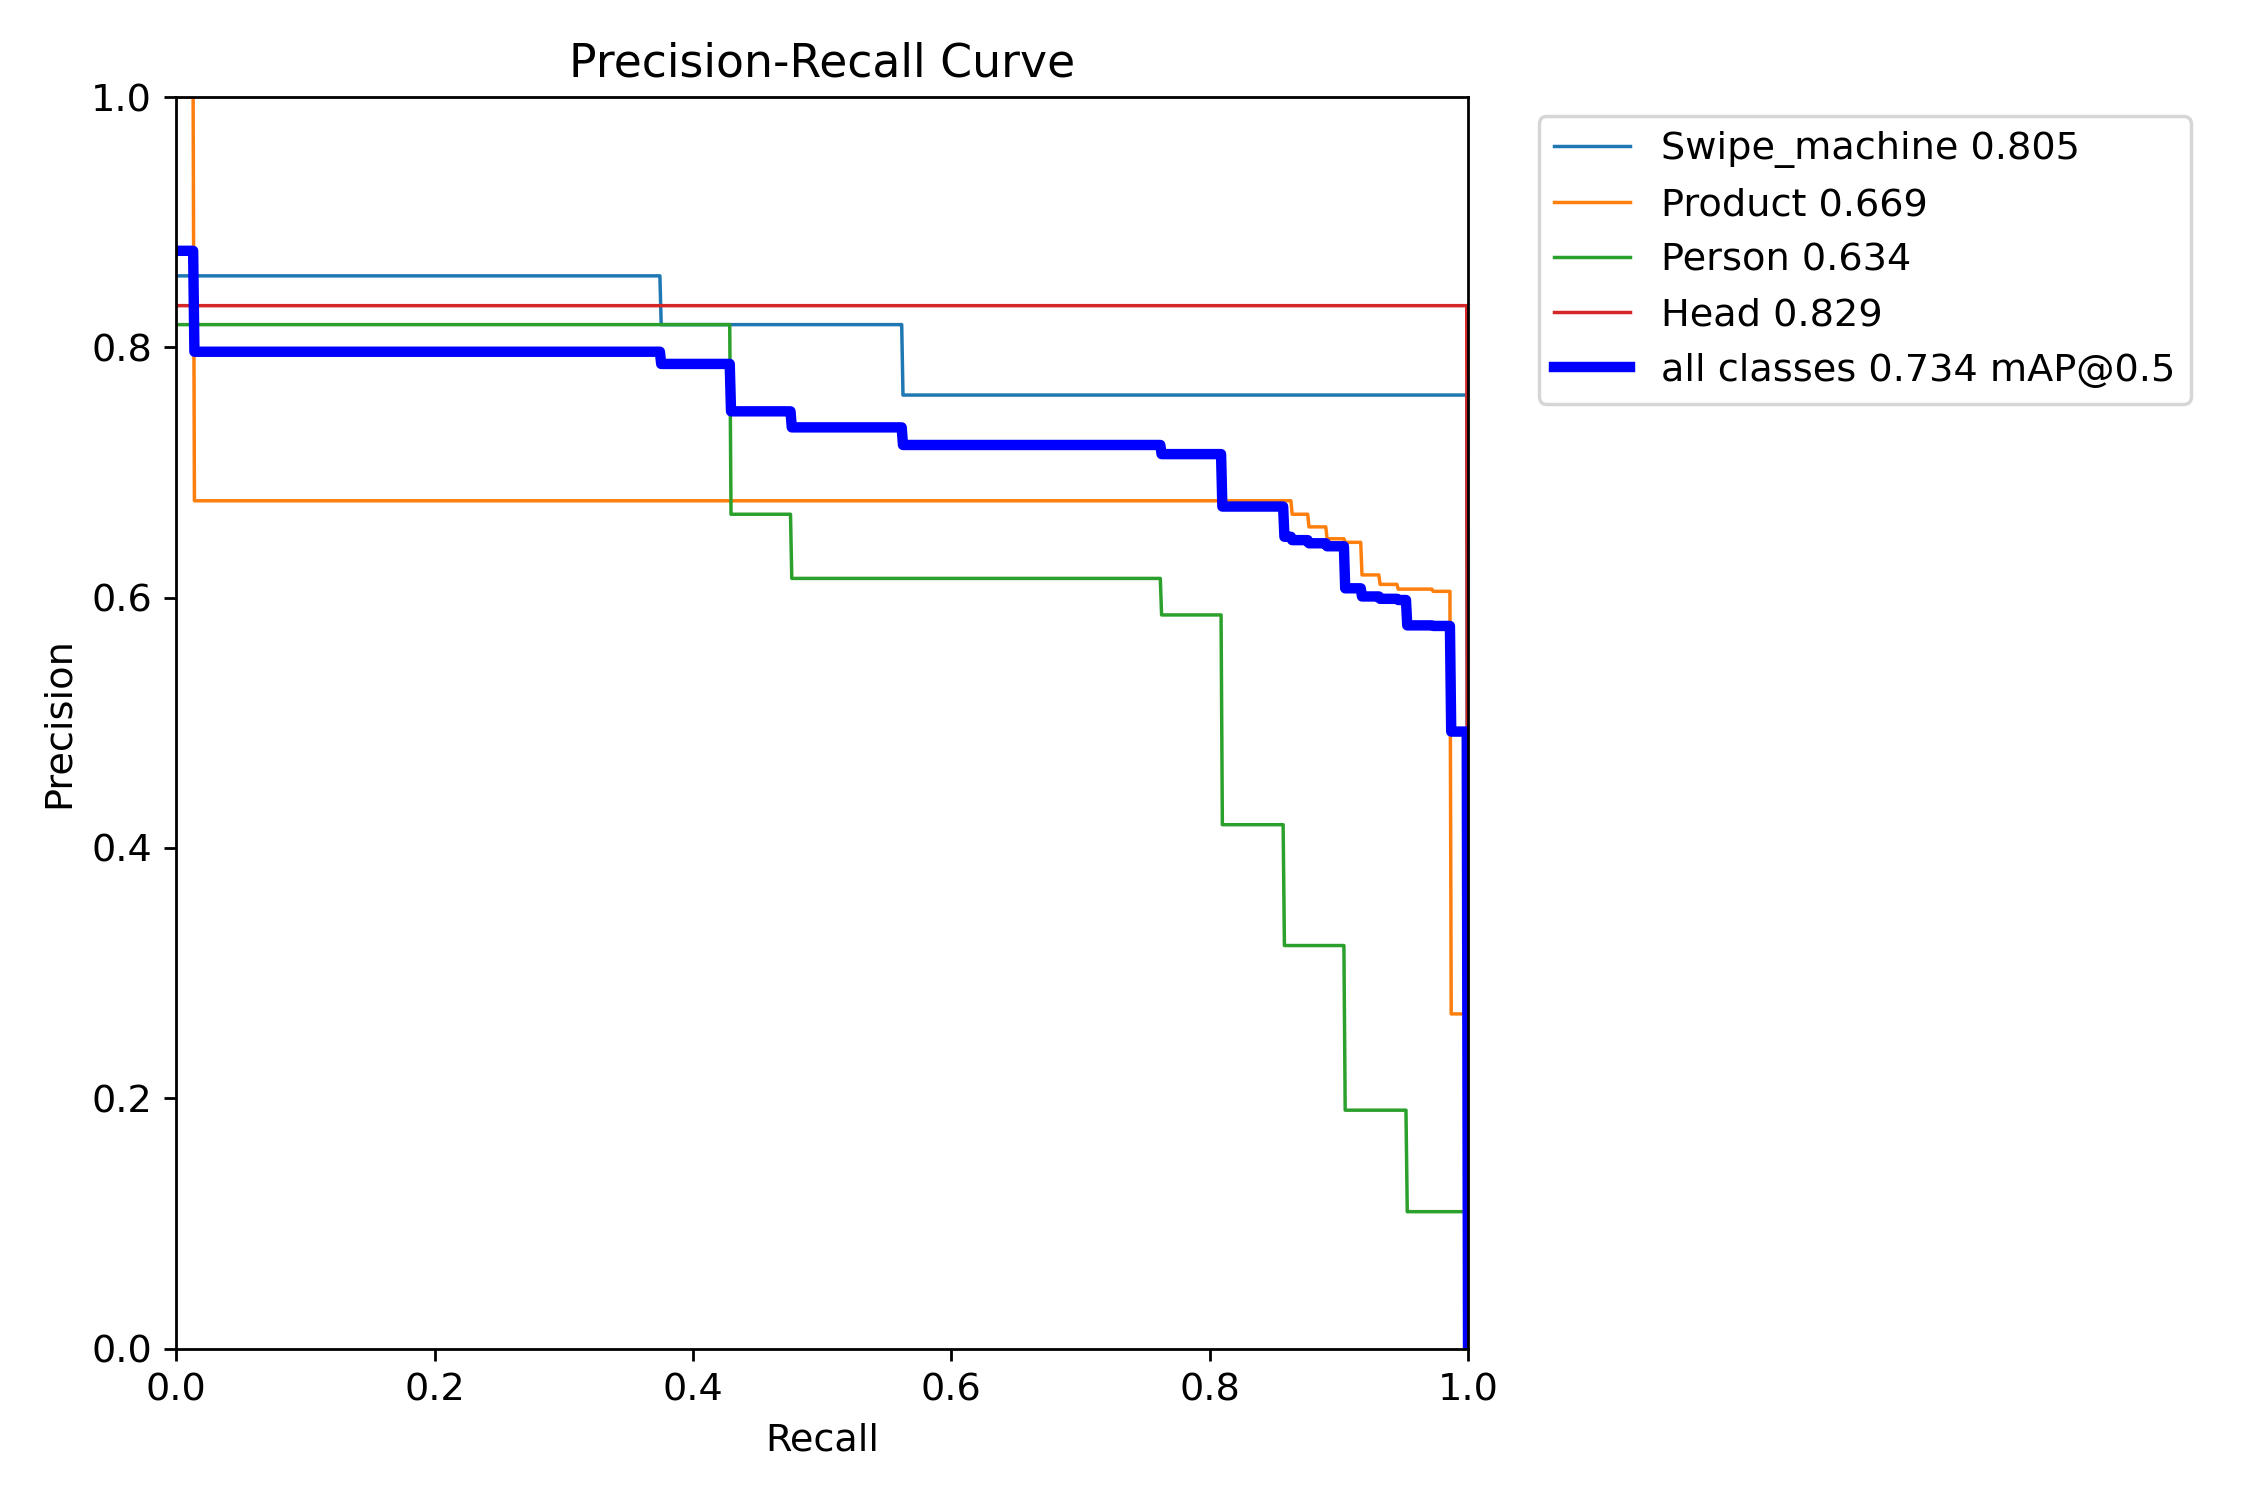 Precision-Recall Curve
1.0
0.8
0.6
0.4
0.2
0.0
Precision
0.0 0.2 0.4 0.6 0.8 1.0
Recall
Swipe_machine 0.805
Product 0.669
Person 0.634
Head 0.829
all classes 0.734 mAP@0.5